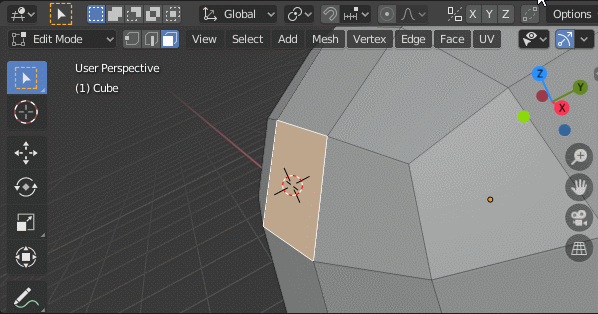 Global X Y Z Options
Edit Mode View Select Add Mesh Vertex Edge Face UV
User Perspective
(1) Cube
Z
Y
X